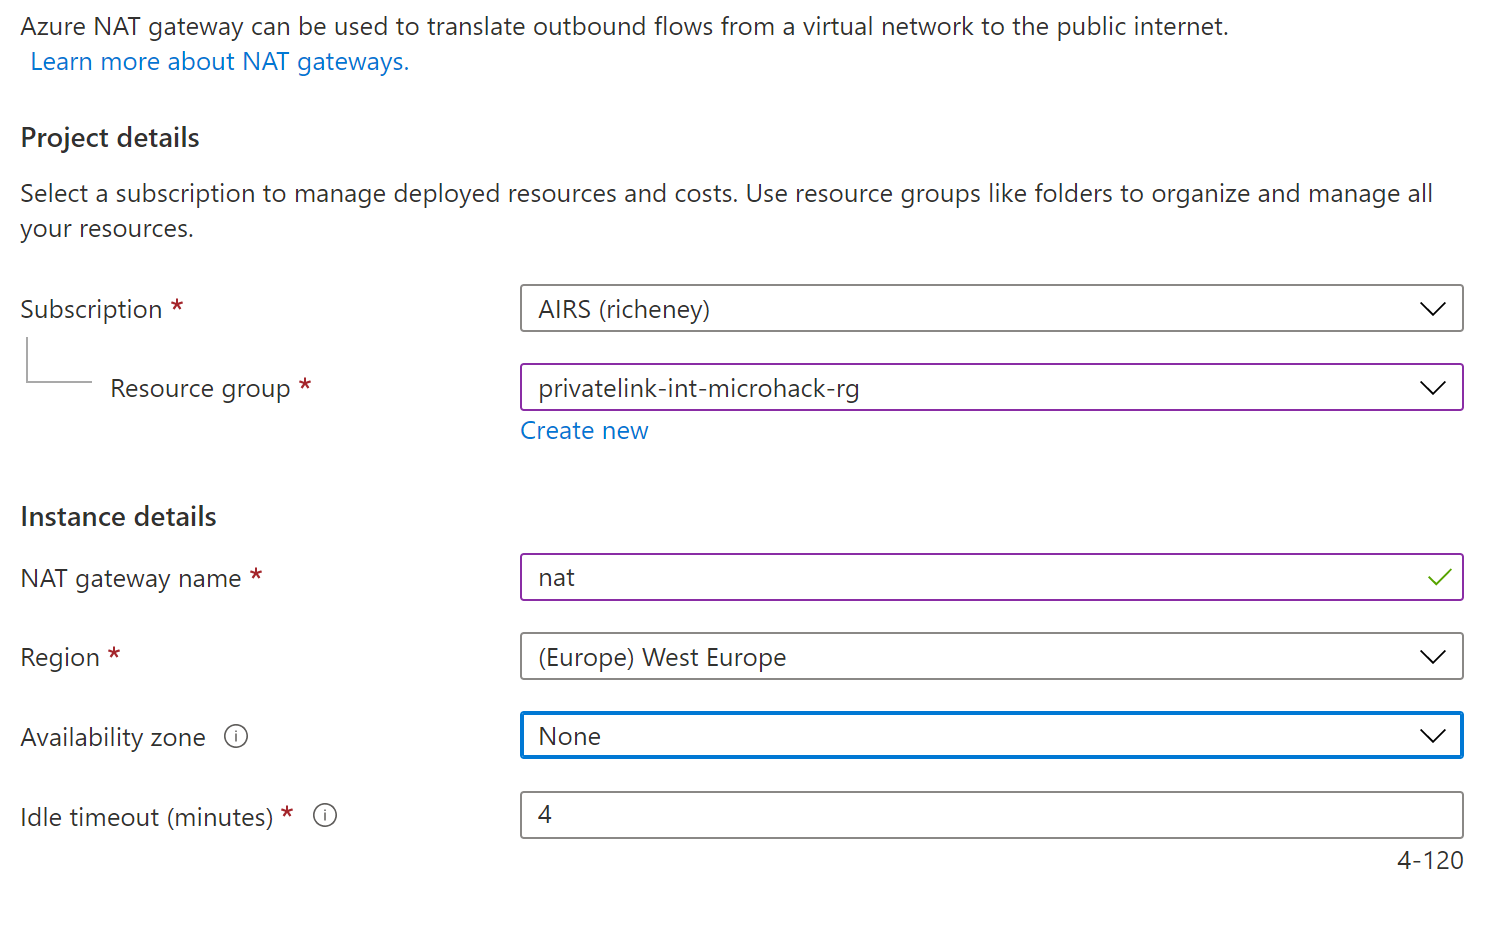 Azure NAT gateway can be used to translate outbound flows from a virtual network to the public internet.
Learn more about NAT gateways.
Project details
Select a subscription to manage deployed resources and costs. Use resource groups like folders to organize and manage all
your resources.
Subscription *
AIRS (richeney)
Resource group *
privatelink-int-microhack-rg
Create new
Instance details
NAT gateway name *
nat
Region *
(Europe) West Europe
Availability zone
None
Idle timeout (minutes) *
4
4-120